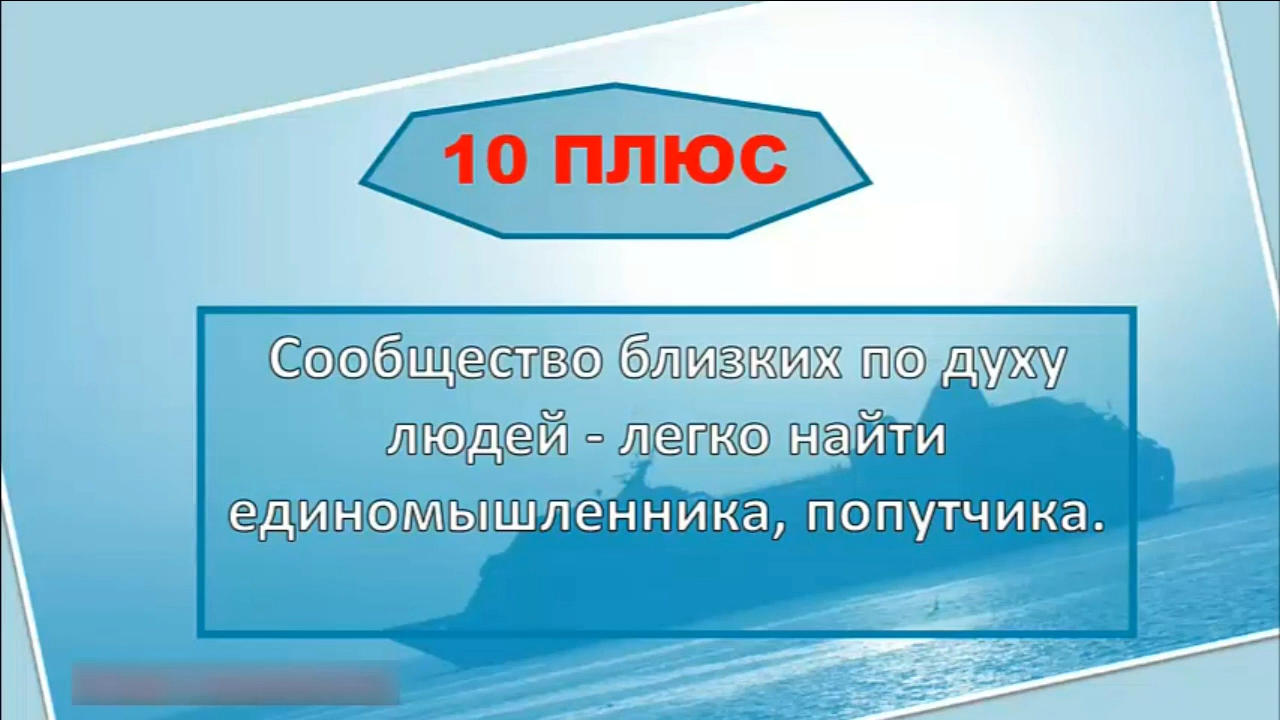 10 ПЛЮС
Сообщество близких по духу
людей - легко найти
единомышленника, попутчика.